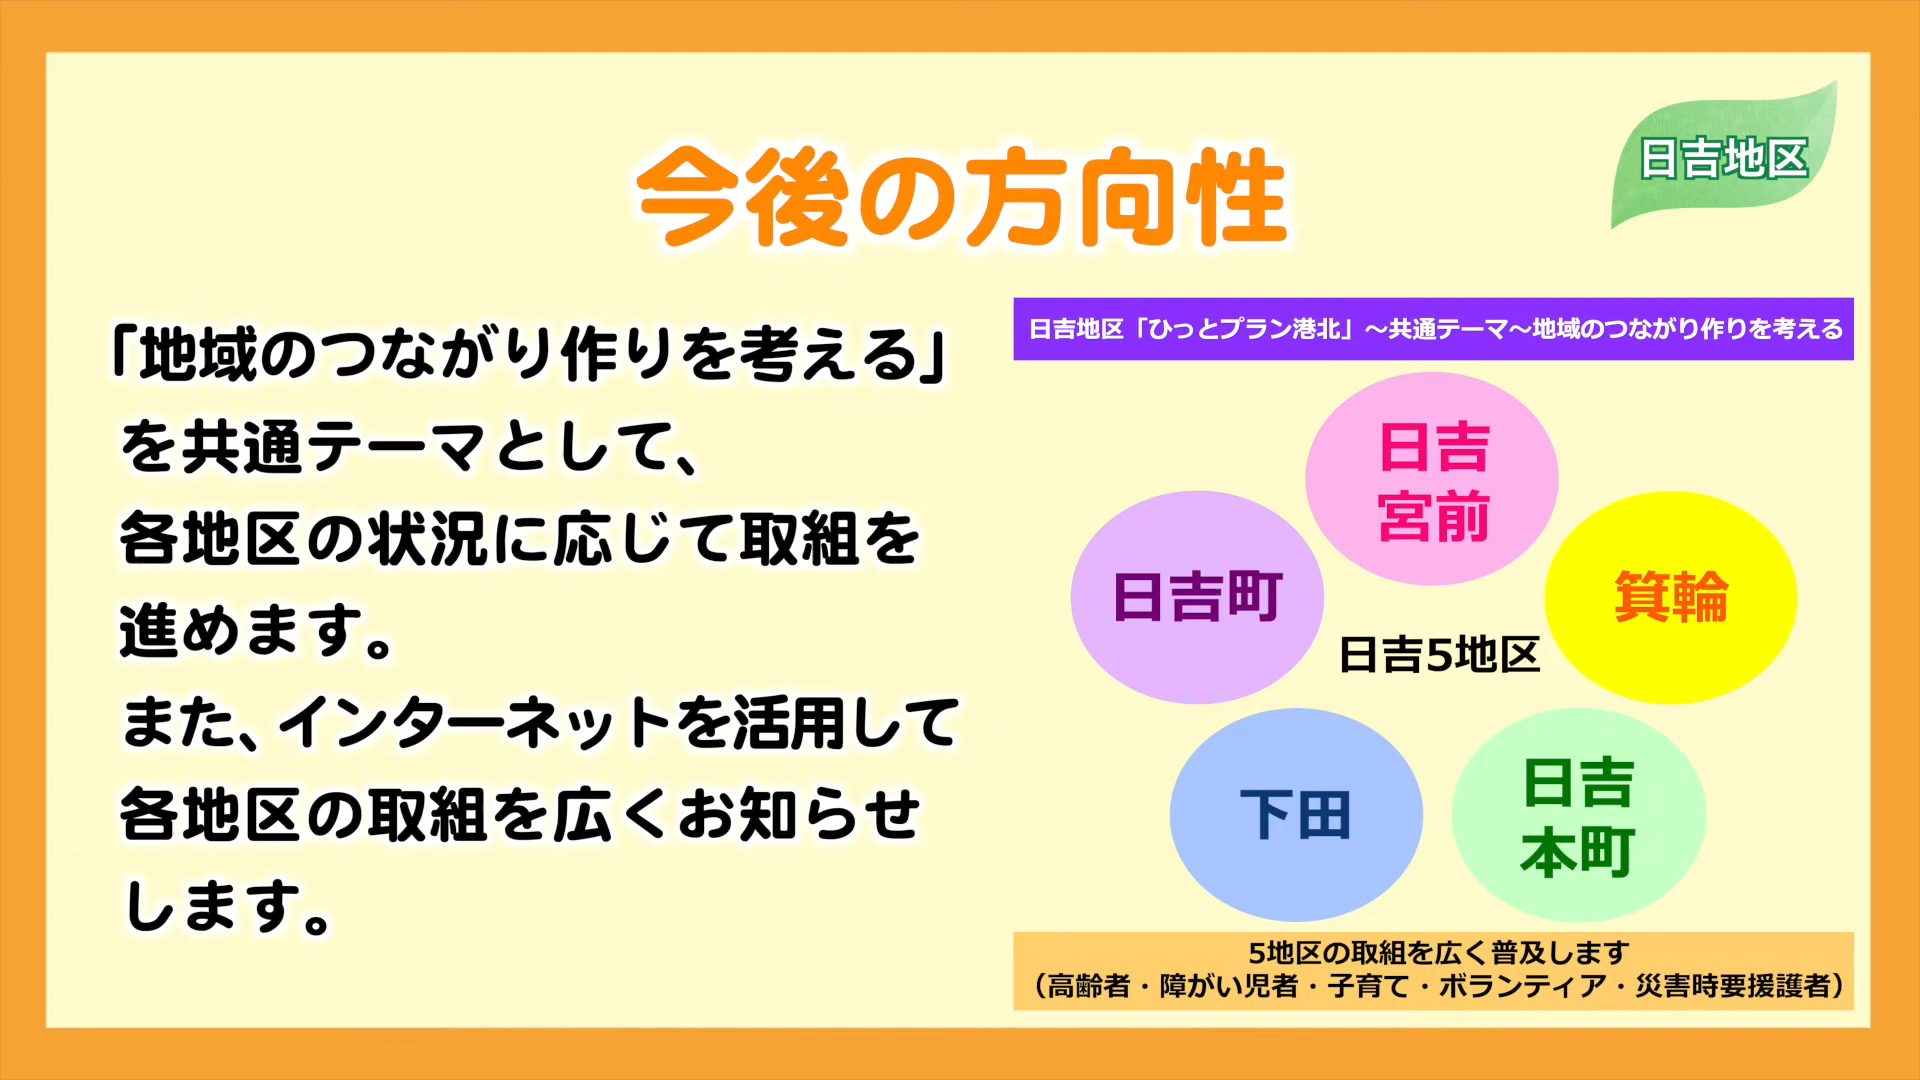 今後の方向性
日吉地区
「地域のつながり作りを考える」
を共通テーマとして、
各地区の状況に応じて取組を
進めます。
また、インターネットを活用して
各地区の取組を広くお知らせ
します。
日吉地区「ひっとプラン港北」～共通テーマ～地域のつながり作りを考える
日吉
宮前
日吉町
箕輪
日吉5地区
下田
日吉
本町
5地区の取組を広く普及します
（高齢者・障がい児者・子育て・ボランティア・災害時要援護者）